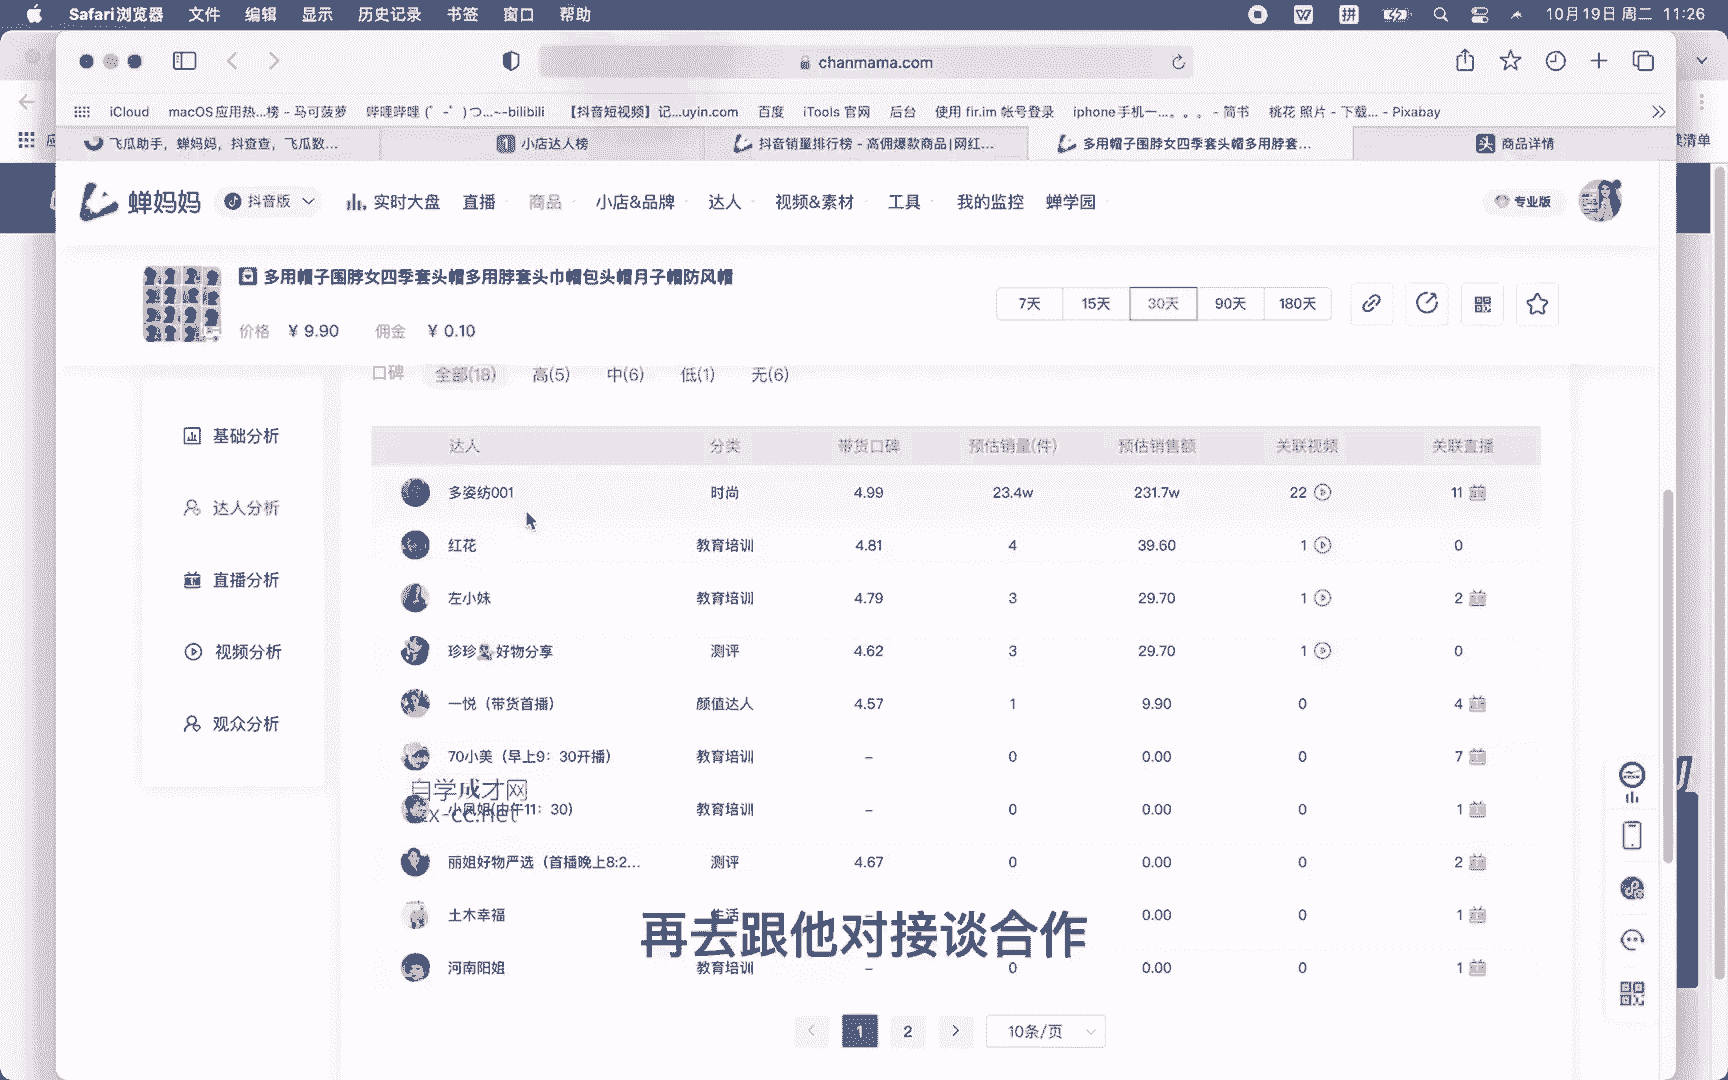 Safari浏览器 文件 编辑 显示 历史记录 书签 窗口 帮助 10月19日 周二 11:26
chanmama.com
iCloud macOS应用热...榜 - 马可菠萝 哔哩哔哩 (゜-゜)つ...~--bilibili 【抖音短视频】记...uyin.com 百度 iTools 官网 后台 使用 fir.im 帐号登录 iphone手机一...。。。 - 简书 桃花 照片 - 下载... - Pixabay
飞瓜助手，蝉妈妈，抖查查，飞瓜数... 小店达人榜 抖音销量排行榜 - 高佣爆款商品|网红... 多用帽子围脖女四季套头帽多用脖套... 商品详情 清单
蝉妈妈 抖音版 实时大盘 直播 商品 小店&品牌 达人 视频&素材 工具 我的监控 蝉学园 专业版
多用帽子围脖女四季套头帽多用脖套头巾帽包头帽月子帽防风帽
7天 15天 30天 90天 180天
价格 ¥ 9.90 佣金 ¥ 0.10
口碑 全部(18) 高(5) 中(6) 低(1) 无(6)
基础分析
达人分析
直播分析
视频分析
观众分析
达人 分类 带货口碑 预估销量(件) 预估销售额 关联视频 关联直播
多姿纺001 时尚 4.99 23.4w 231.7w 22 11
红花 教育培训 4.81 4 39.60 1 0
左小妹 教育培训 4.79 3 29.70 1 2
珍珍 好物分享 测评 4.62 3 29.70 1 0
一悦（带货首播） 颜值达人 4.57 1 9.90 0 4
70小美（早上9：30开播） 教育培训 – 0 0.00 0 7
自学成才网
小凤姐(中午11：30) 教育培训 – 0 0.00 0 1
zx-cc.net
丽姐好物严选（首播晚上8:2... 测评 4.67 0 0.00 0 2
土木幸福 生活 0.00 0 1
再去跟他对接谈合作
河南阳姐 教育培训 – 0 0.00 0 1
1 2 10条/页